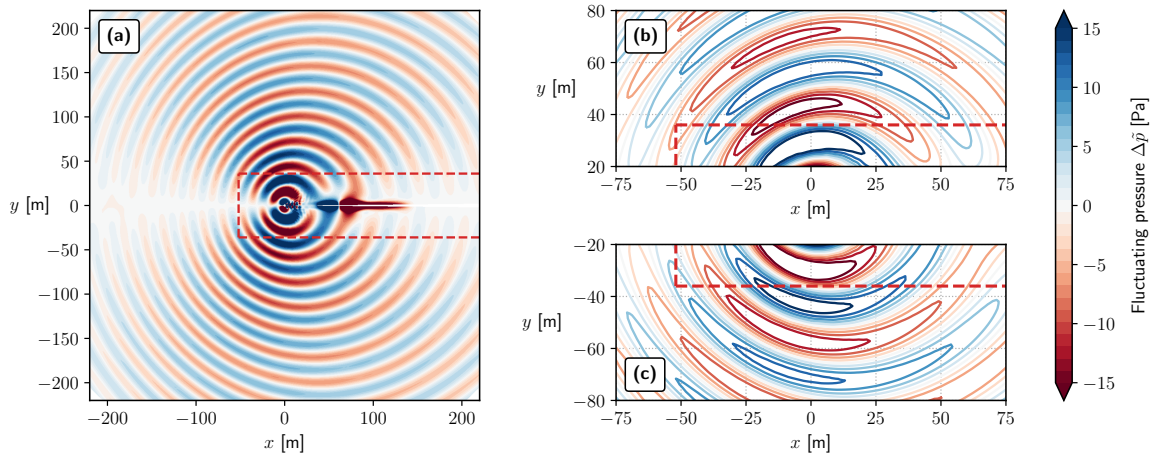 (a)
200
150
100
50
0
−50
−100
−150
−200
y [m]
−200 −100 0 100 200
x [m]
(b)
80
60
40
20
y [m]
−75 −50 −25 0 25 50 75
x [m]
(c)
−20
−40
−60
−80
y [m]
−75 −50 −25 0 25 50 75
x [m]
15
10
5
0
−5
−10
−15
Fluctuating pressure Δp̃ [Pa]